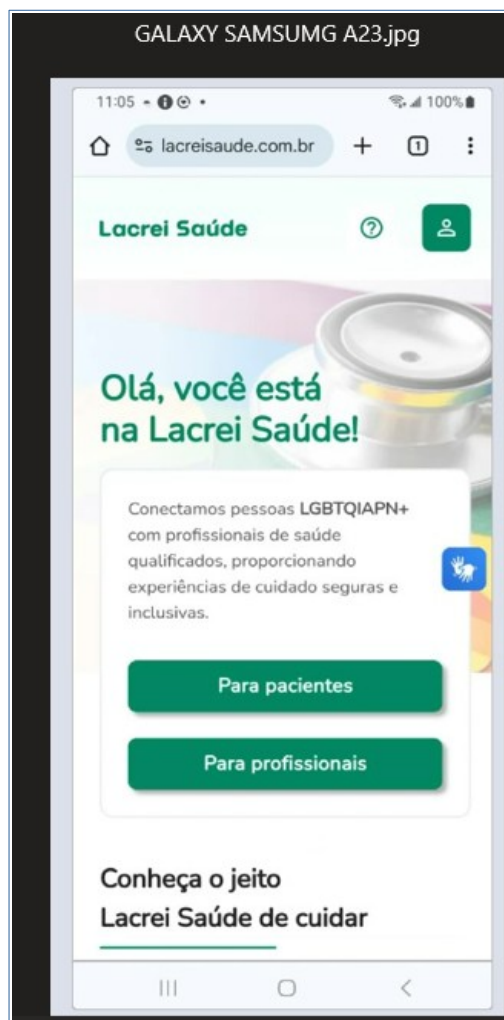 GALAXY SAMSUMG A23.jpg
11:05
100%
lacreisaude.com.br
1
Lacrei Saúde
?
Olá, você está
na Lacrei Saúde!
Conectamos pessoas LGBTQIAPN+
com profissionais de saúde
qualificados, proporcionando
experiências de cuidado seguras e
inclusivas.
Para pacientes
Para profissionais
Conheça o jeito
Lacrei Saúde de cuidar